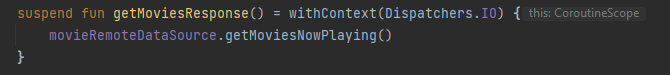 suspend fun getMoviesResponse() = withContext(Dispatchers.IO) { this: CoroutineScope
    movieRemoteDataSource.getMoviesNowPlaying()
}